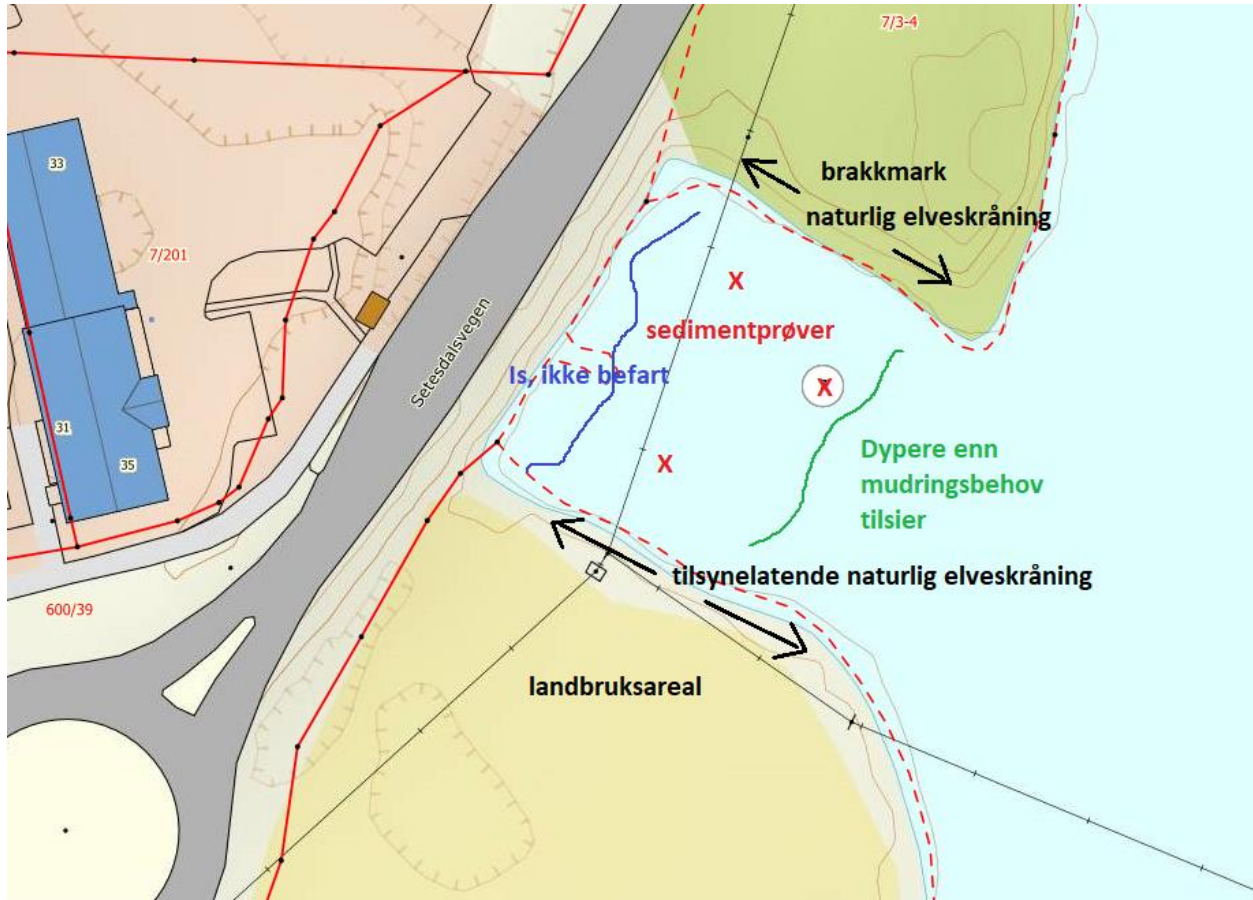 7/3-4
33
brakkmark
naturlig elveskråning
7/201
X
sedimentprøver
Setesdalsvegen
Is, ikke befart
X
31
35
X
Dypere enn
mudringsbehov
tilsier
tilsynelatende naturlig elveskråning
600/39
landbruksareal